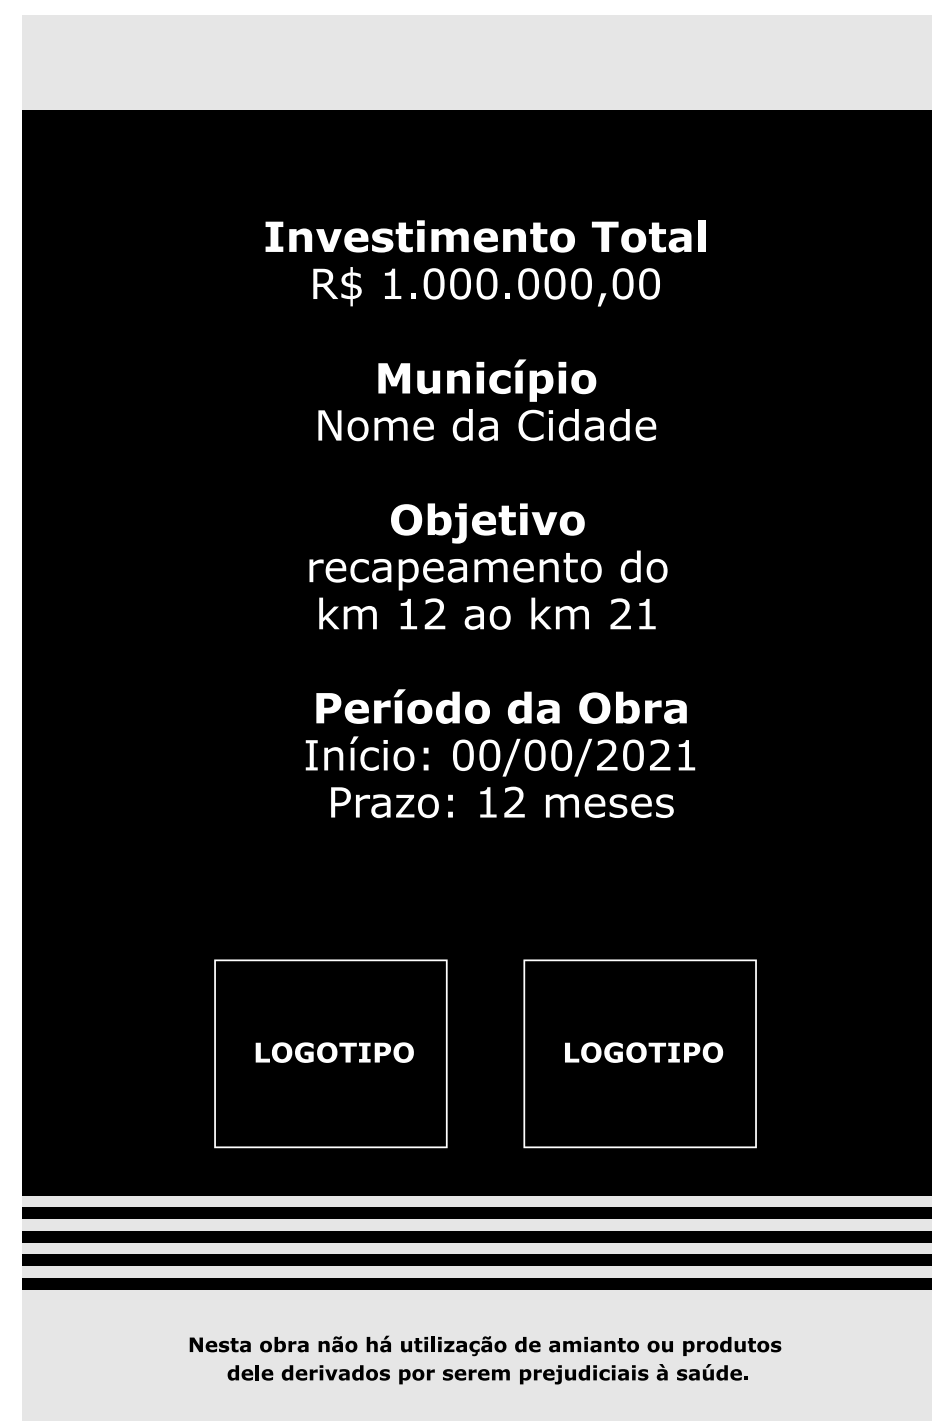 Investimento Total
R$ 1.000.000,00
Município
Nome da Cidade
Objetivo
recapeamento do
km 12 ao km 21
Período da Obra
Início: 00/00/2021
Prazo: 12 meses
LOGOTIPO
LOGOTIPO
Nesta obra não há utilização de amianto ou produtos
dele derivados por serem prejudiciais à saúde.